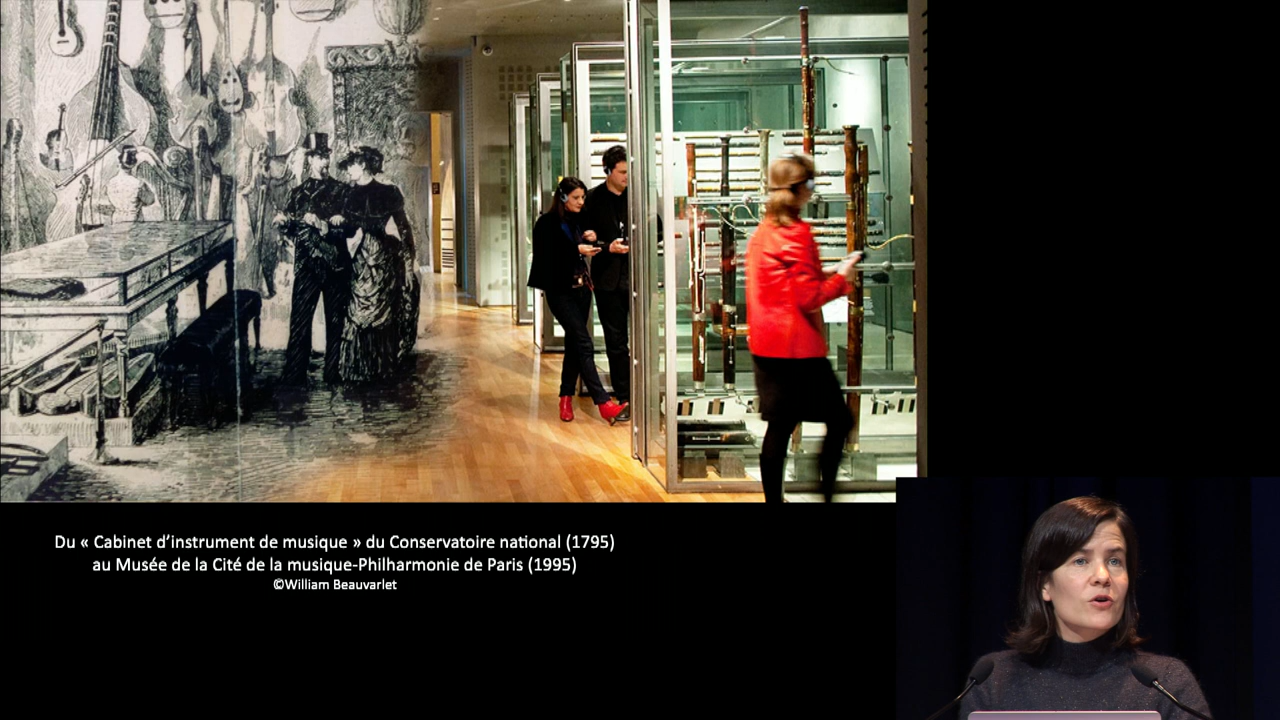 Du « Cabinet d’instrument de musique » du Conservatoire national (1795)
au Musée de la Cité de la musique-Philharmonie de Paris (1995)
©William Beauvarlet